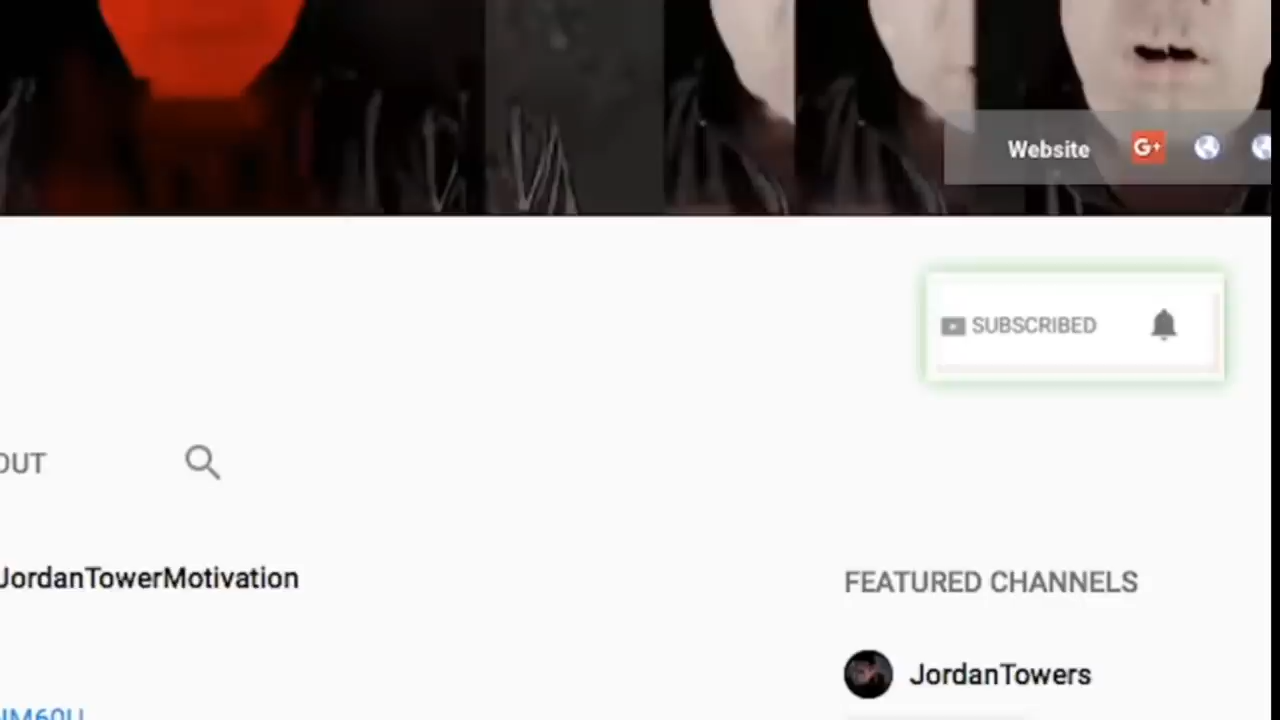 Website G+
SUBSCRIBED
OUT
JordanTowerMotivation
FEATURED CHANNELS
JordanTowers